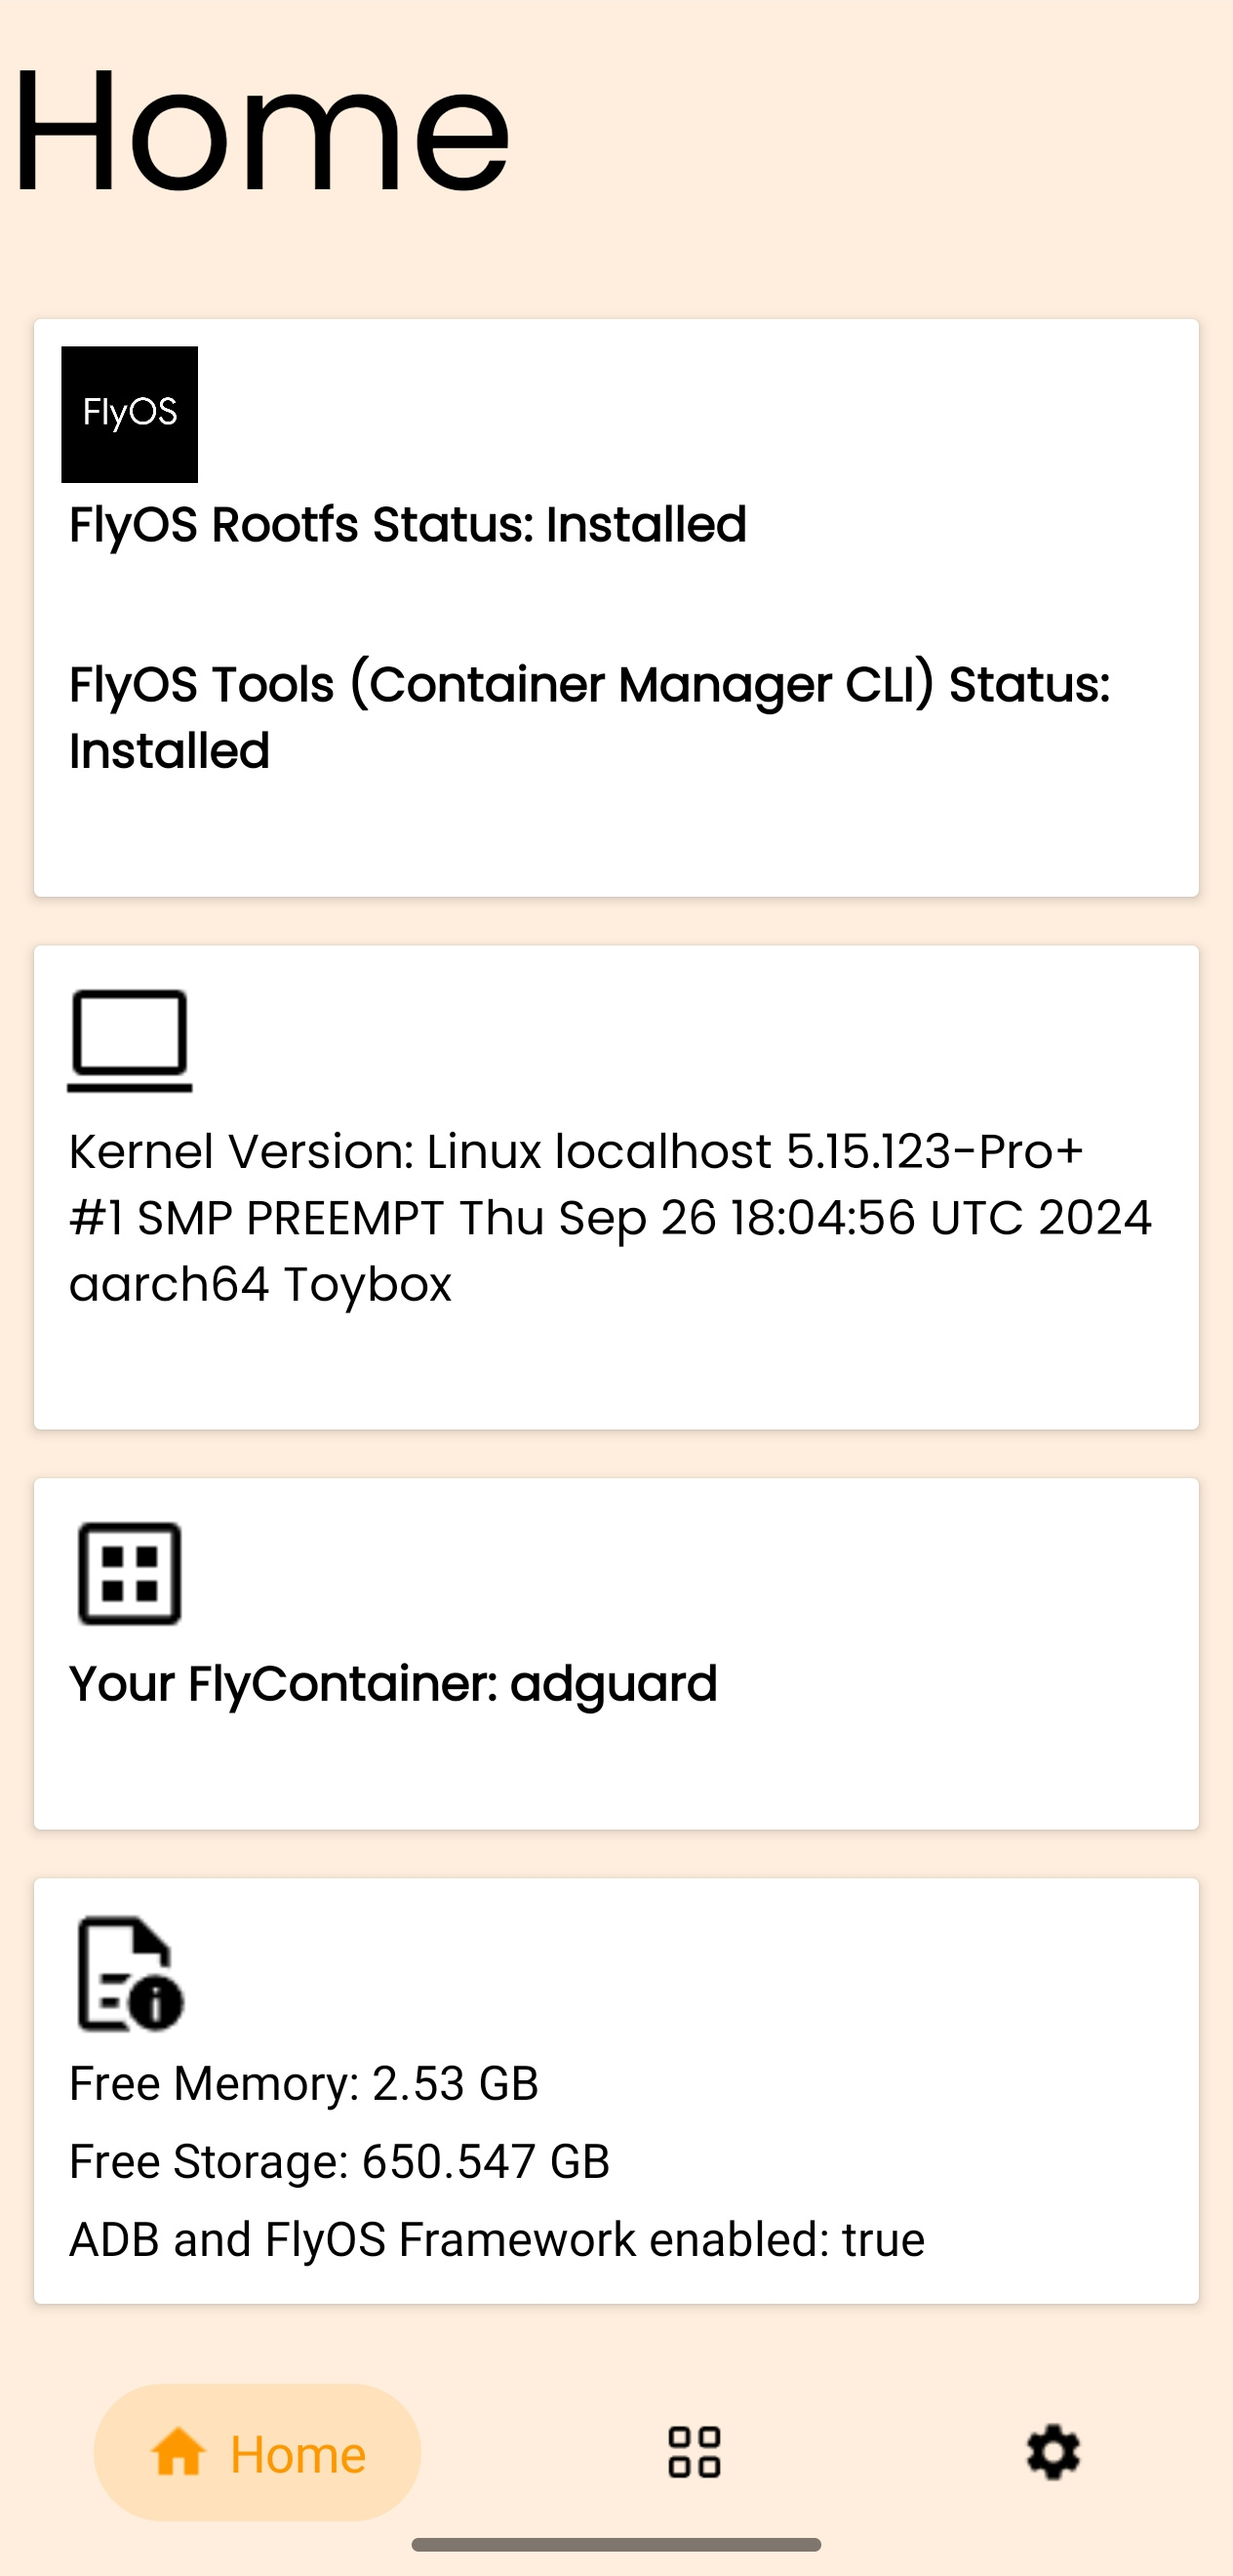 Home
FlyOS
FlyOS Rootfs Status: Installed
FlyOS Tools (Container Manager CLI) Status:
Installed
Kernel Version: Linux localhost 5.15.123-Pro+
#1 SMP PREEMPT Thu Sep 26 18:04:56 UTC 2024
aarch64 Toybox
Your FlyContainer: adguard
Free Memory: 2.53 GB
Free Storage: 650.547 GB
ADB and FlyOS Framework enabled: true
Home